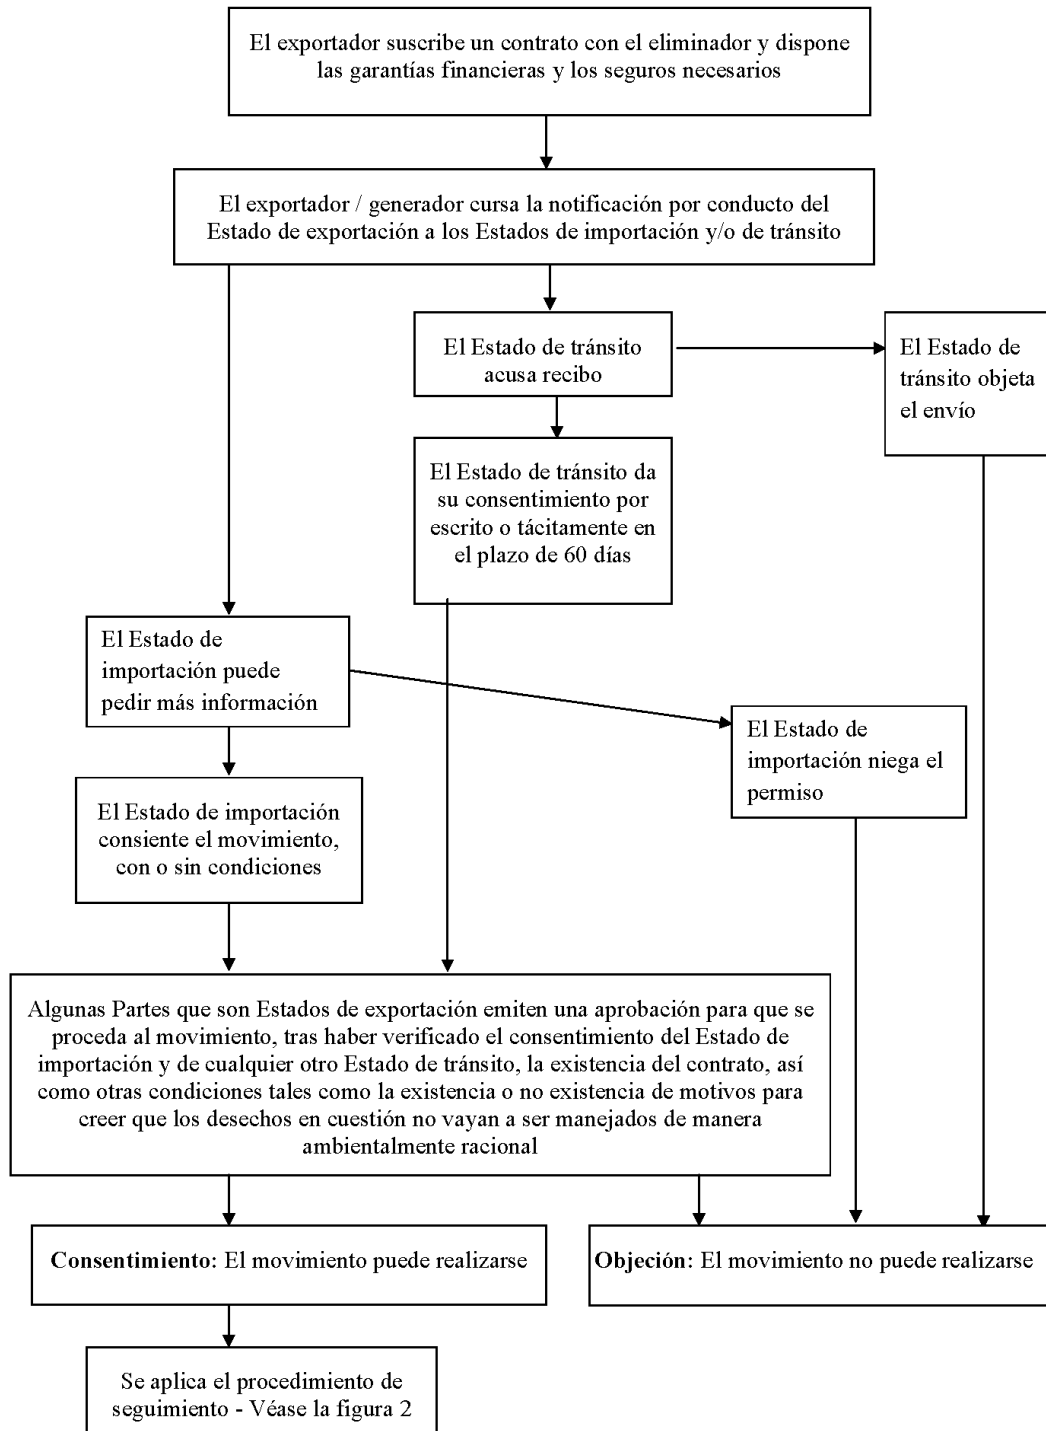 El exportador suscribe un contrato con el eliminador y dispone
las garantías financieras y los seguros necesarios
El exportador / generador cursa la notificación por conducto del
Estado de exportación a los Estados de importación y/o de tránsito
El Estado de tránsito
acusa recibo
El Estado de
tránsito objeta
el envío
El Estado de tránsito da
su consentimiento por
escrito o tácitamente en
el plazo de 60 días
El Estado de
importación puede
pedir más información
El Estado de
importación niega el
permiso
El Estado de importación
consiente el movimiento,
con o sin condiciones
Algunas Partes que son Estados de exportación emiten una aprobación para que se
proceda al movimiento, tras haber verificado el consentimiento del Estado de
importación y de cualquier otro Estado de tránsito, la existencia del contrato, así
como otras condiciones tales como la existencia o no existencia de motivos para
creer que los desechos en cuestión no vayan a ser manejados de manera
ambientalmente racional
Consentimiento: El movimiento puede realizarse
Objeción: El movimiento no puede realizarse
Se aplica el procedimiento de
seguimiento - Véase la figura 2